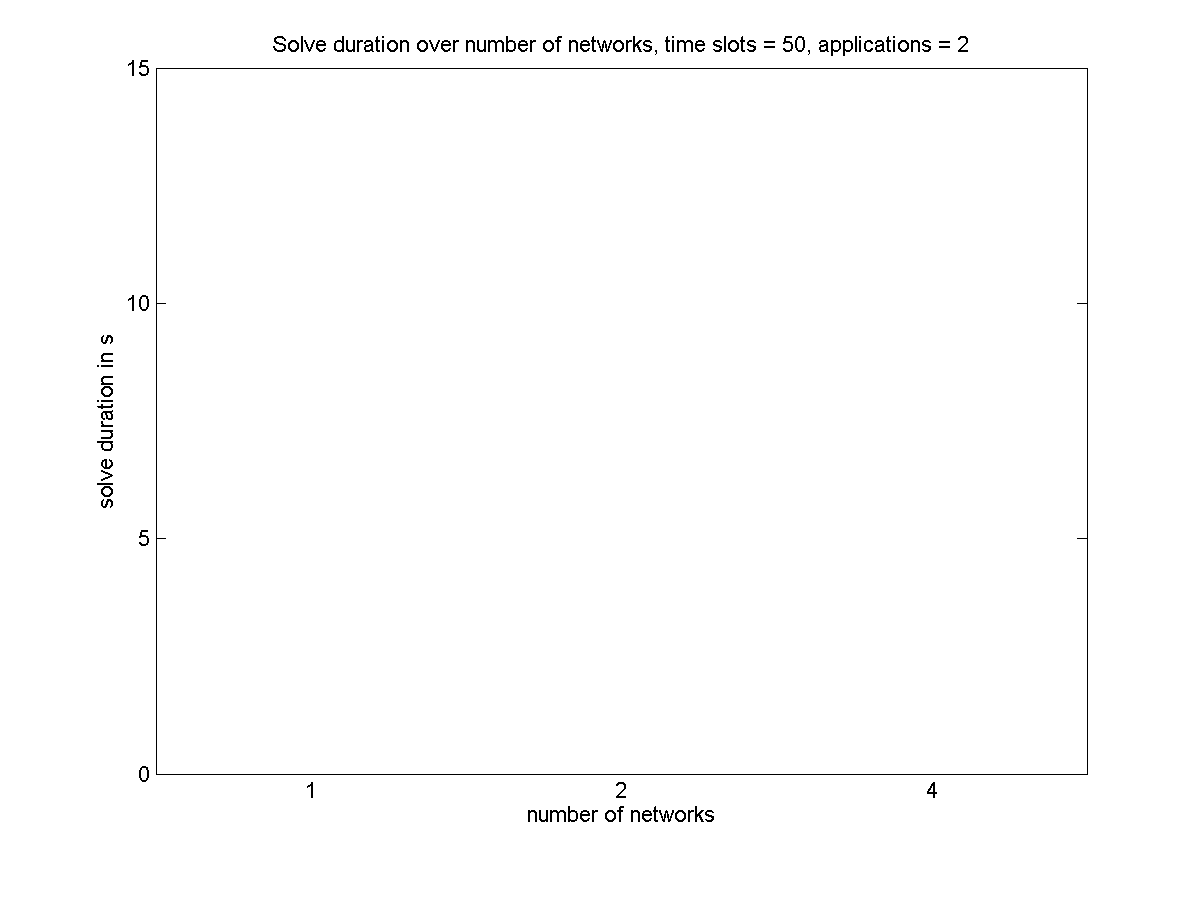 Solve duration over number of networks, time slots = 50, applications = 2
15
10
5
0
solve duration in s
1 2 4
number of networks